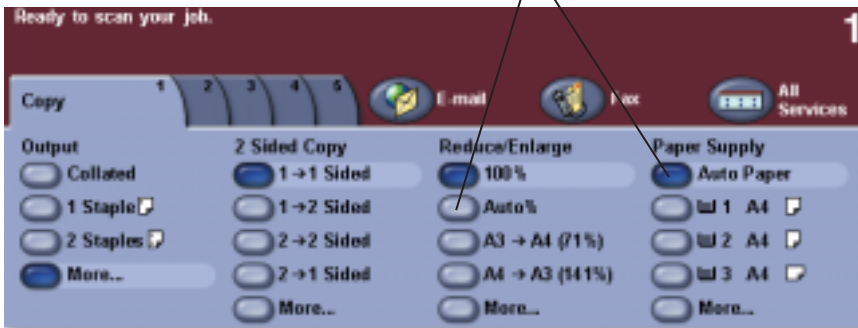 Ready to scan your job.
1
Copy
1 2 3 4 5
E-mail
Fax
All Services
Output
Collated
1 Staple
2 Staples
More...
2 Sided Copy
1→1 Sided
1→2 Sided
2→2 Sided
2→1 Sided
More...
Reduce/Enlarge
100%
Auto%
A3 → A4 (71%)
A4 → A3 (141%)
More...
Paper Supply
Auto Paper
1 A4
2 A4
3 A4
More...